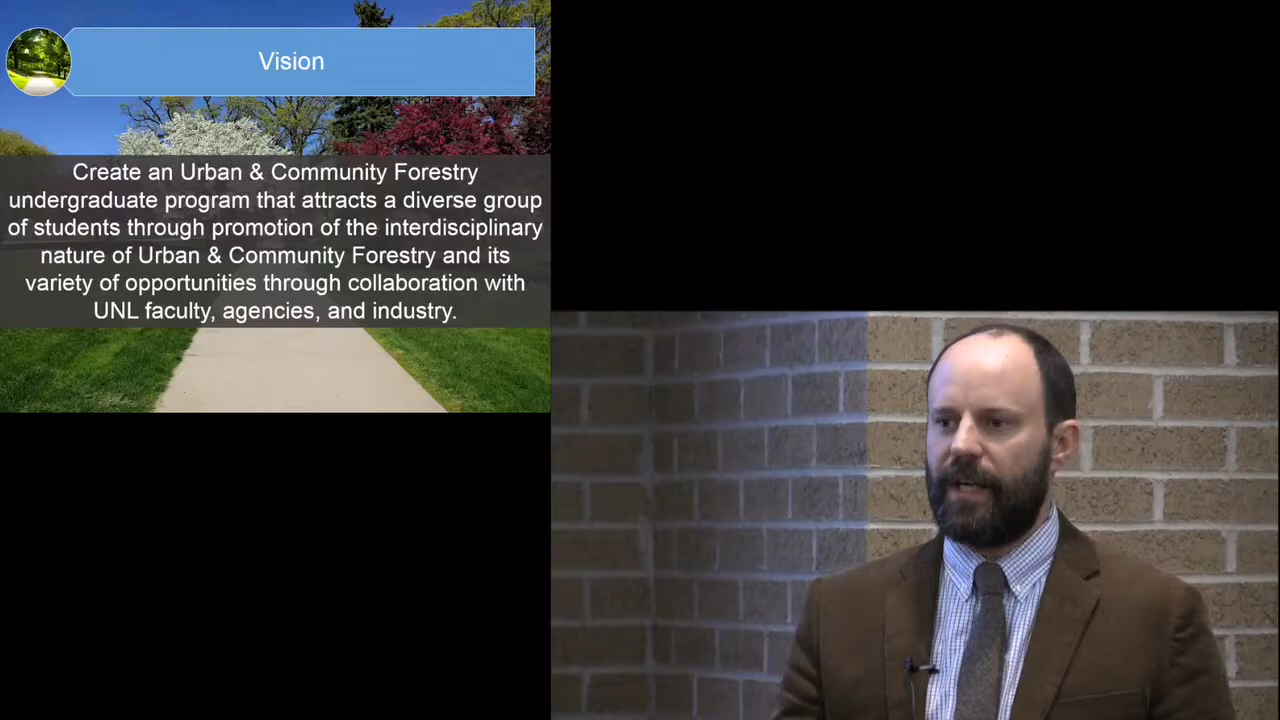 Vision
Create an Urban & Community Forestry
undergraduate program that attracts a diverse group
of students through promotion of the interdisciplinary
nature of Urban & Community Forestry and its
variety of opportunities through collaboration with
UNL faculty, agencies, and industry.